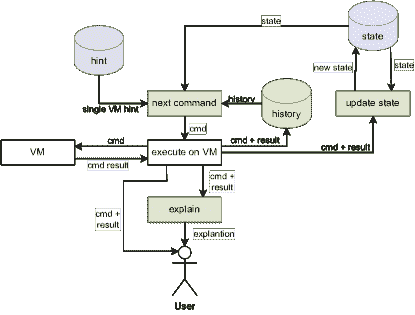 state
hint
state
new state
state
single VM hint
next command
history
history
update state
cmd
cmd
cmd + result
cmd + result
VM
execute on VM
cmd result
cmd +
result
cmd +
result
explain
explantion
User